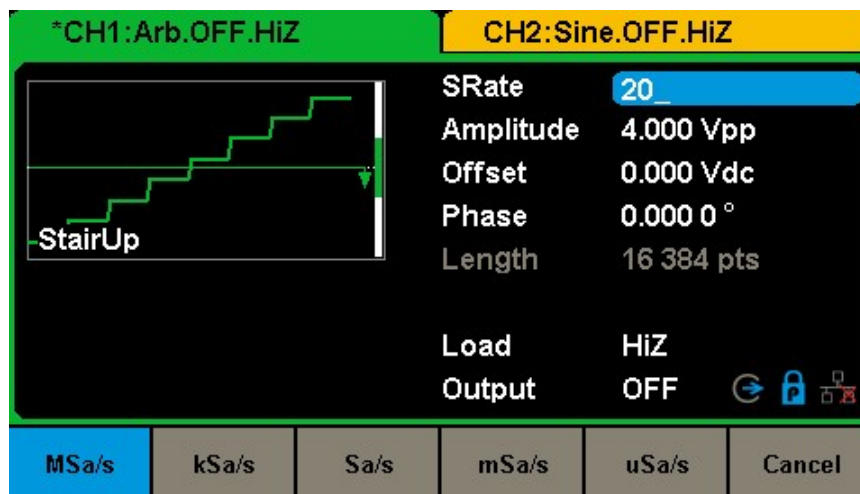 *CH1:Arb.OFF.HiZ
CH2:Sine.OFF.HiZ
SRate 20_
Amplitude 4.000 Vpp
Offset 0.000 Vdc
Phase 0.000 0 °
StairUp
Length 16 384 pts
Load HiZ
Output OFF
P
MSa/s kSa/s Sa/s mSa/s uSa/s Cancel